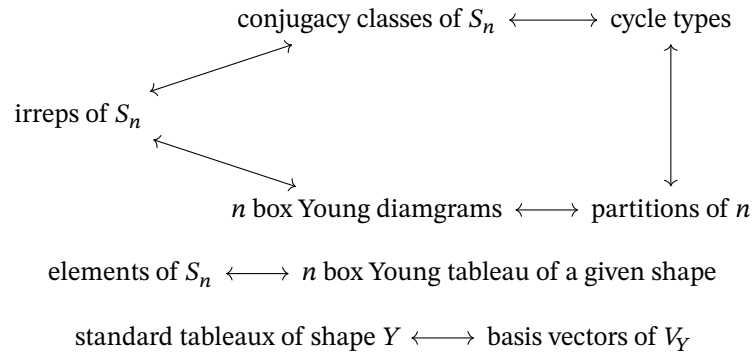 conjugacy classes of $S_n$ ⟷ cycle types
irreps of $S_n$
$n$ box Young diamgrams ⟷ partitions of $n$
elements of $S_n$ ⟷ $n$ box Young tableau of a given shape
standard tableaux of shape $Y$ ⟷ basis vectors of $V_Y$